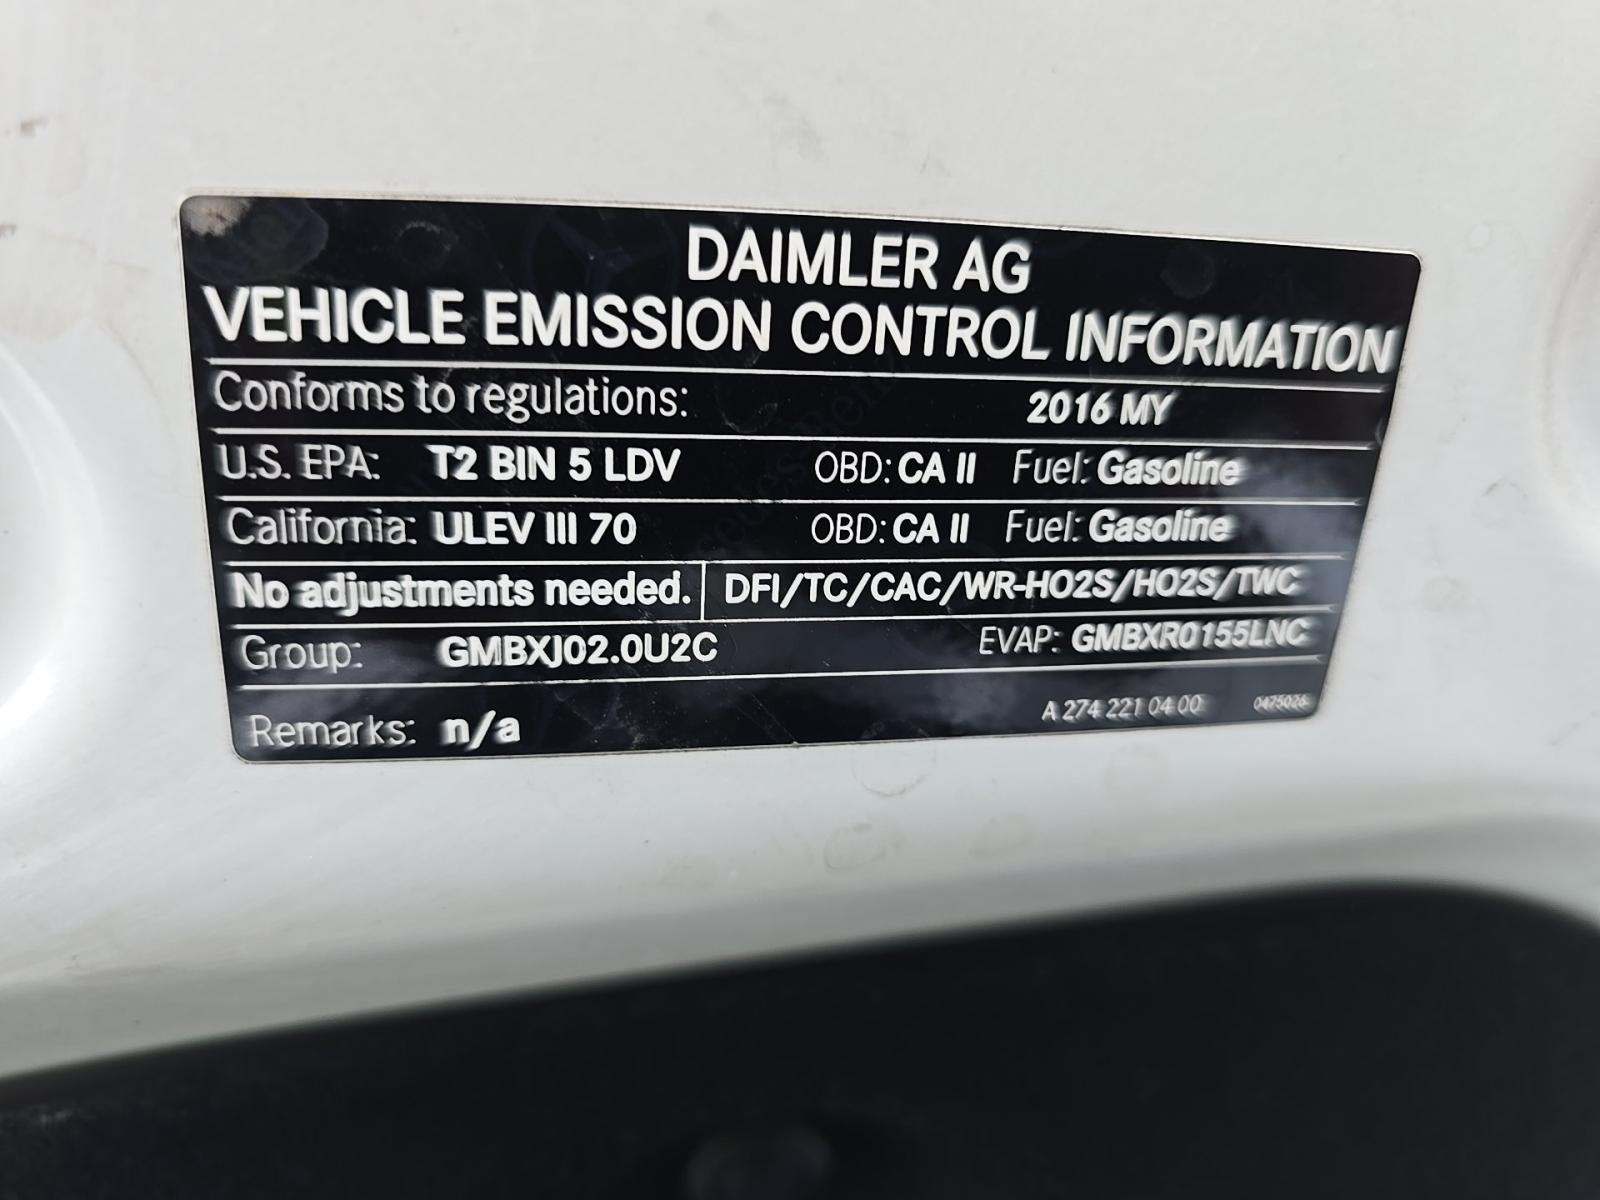 DAIMLER AG
VEHICLE EMISSION CONTROL INFORMATION
Conforms to regulations: 2016 MY
U.S. EPA: T2 BIN 5 LDV OBD: CA II Fuel: Gasoline
California: ULEV III 70 OBD: CA II Fuel: Gasoline
No adjustments needed. DFI/TC/CAC/WR-HO2S/HO2S/TWC
Group: GMBXJ02.0U2C EVAP: GMBXR0155LNC
Remarks: n/a A 274 221 04 00